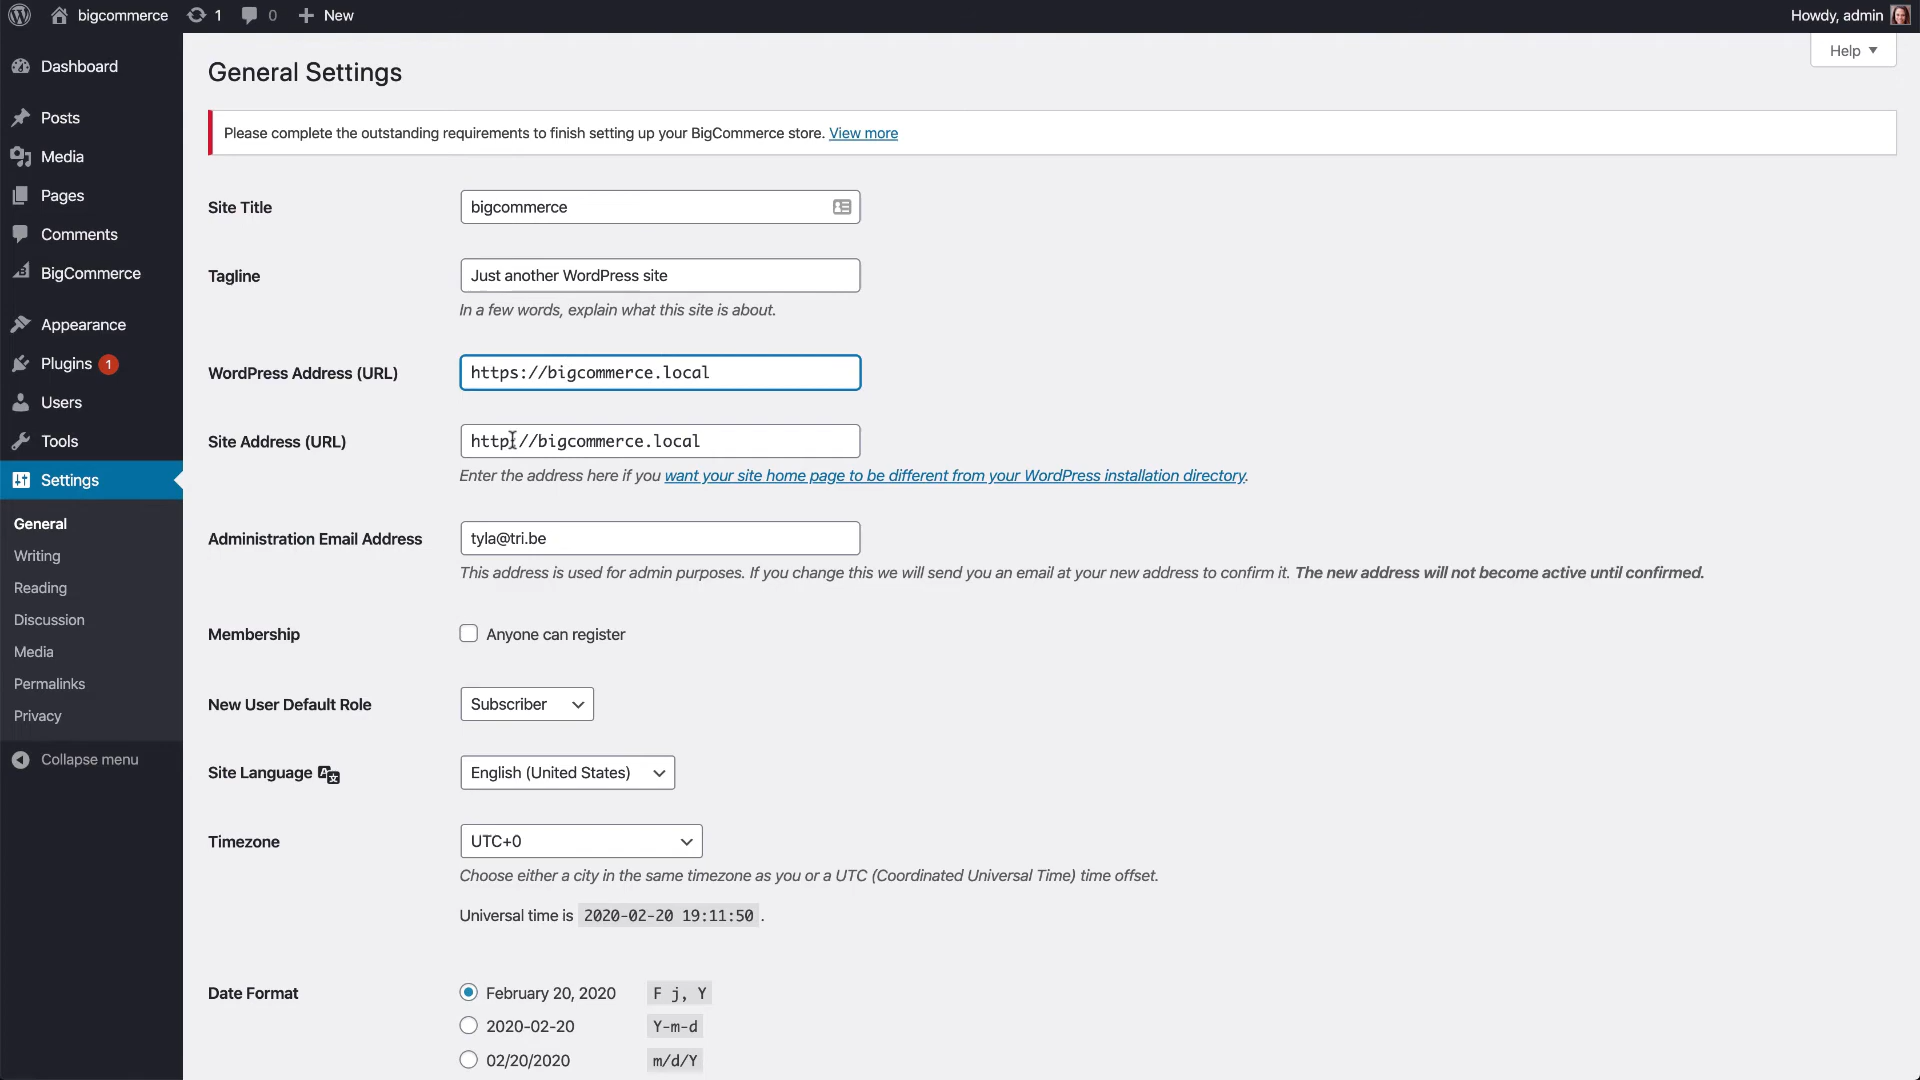 bigcommerce 1 0 New Howdy, admin
Help
Dashboard
Posts
Media
Pages
Comments
BigCommerce
Appearance
Plugins 1
Users
Tools
Settings
General
Writing
Reading
Discussion
Media
Permalinks
Privacy
Collapse menu
General Settings
Please complete the outstanding requirements to finish setting up your BigCommerce store. View more
Site Title bigcommerce
Tagline Just another WordPress site
In a few words, explain what this site is about.
WordPress Address (URL) https://bigcommerce.local
Site Address (URL) http://bigcommerce.local
Enter the address here if you want your site home page to be different from your WordPress installation directory.
Administration Email Address tyla@tri.be
This address is used for admin purposes. If you change this we will send you an email at your new address to confirm it. The new address will not become active until confirmed.
Membership Anyone can register
New User Default Role Subscriber
Site Language English (United States)
Timezone UTC+0
Choose either a city in the same timezone as you or a UTC (Coordinated Universal Time) time offset.
Universal time is 2020-02-20 19:11:50 .
Date Format February 20, 2020 F j, Y
2020-02-20 Y-m-d
02/20/2020 m/d/Y